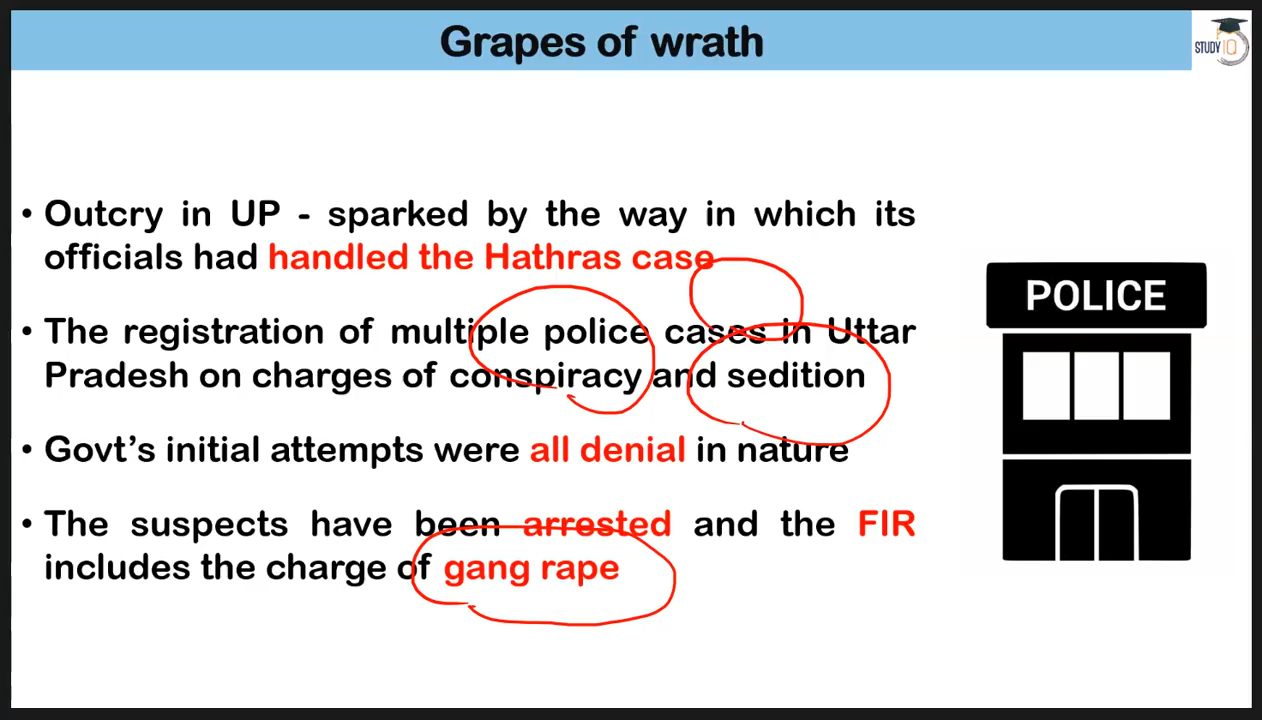 Grapes of wrath
STUDY IQ
• Outcry in UP - sparked by the way in which its
officials had handled the Hathras case
• The registration of multiple police cases in Uttar
Pradesh on charges of conspiracy and sedition
• Govt's initial attempts were all denial in nature
• The suspects have been arrested and the FIR
includes the charge of gang rape
POLICE